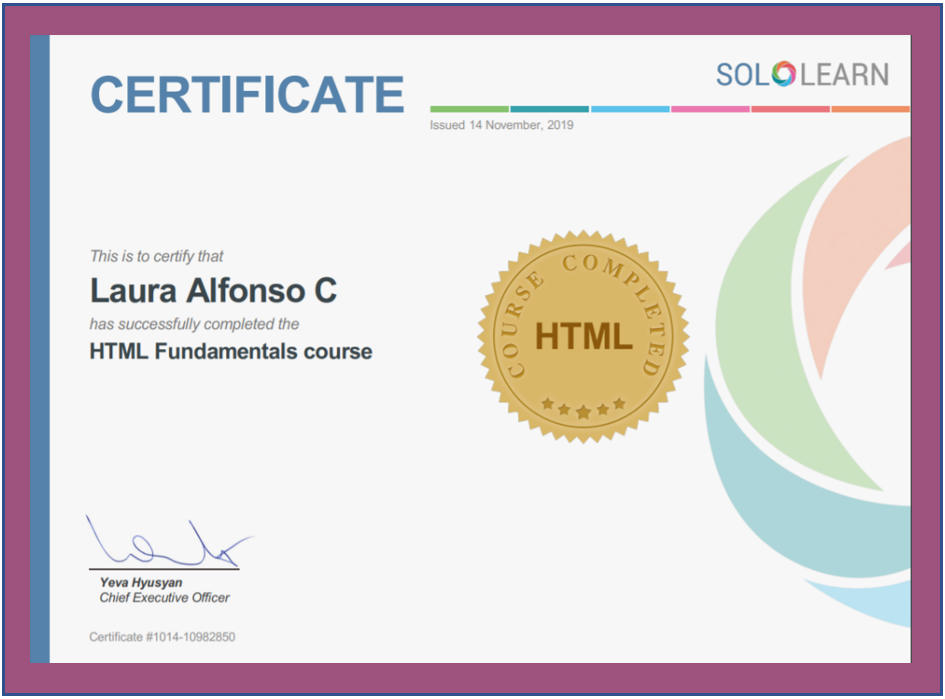 CERTIFICATE
SOLOLEARN
Issued 14 November, 2019
This is to certify that
Laura Alfonso C
has successfully completed the
HTML Fundamentals course
COURSE COMPLETED
HTML
Yeva Hyusyan
Chief Executive Officer
Certificate #1014-10982850